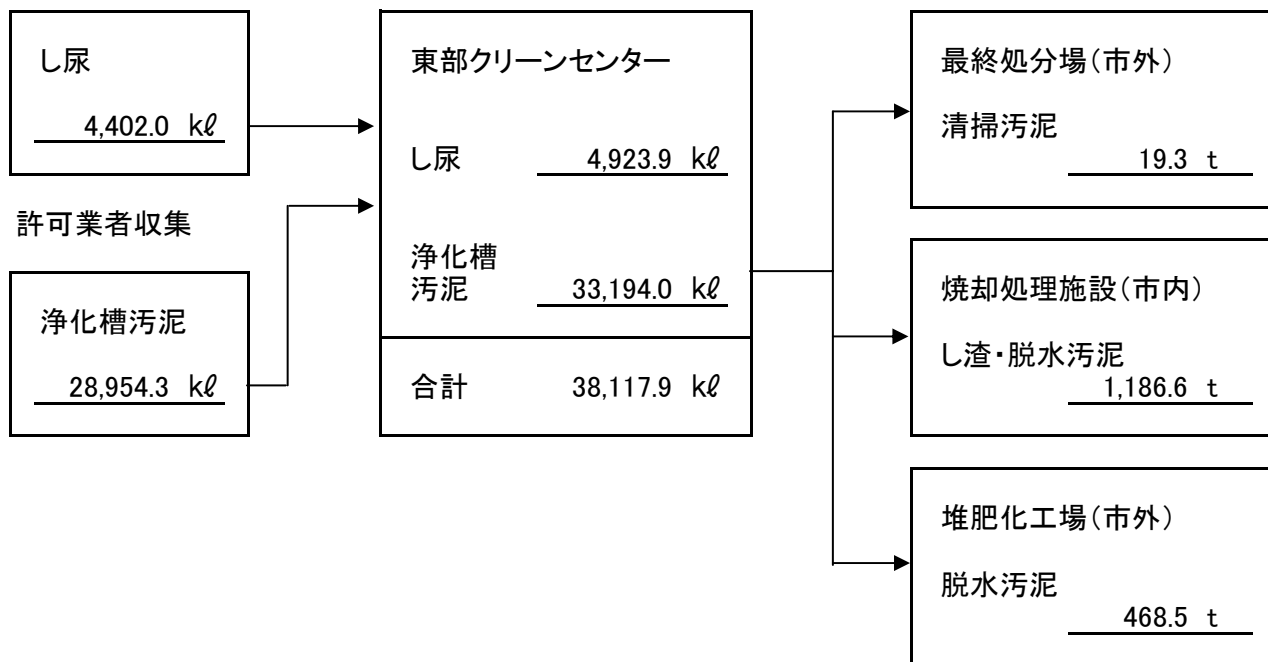 し尿
4,402.0 kℓ
許可業者収集
浄化槽汚泥
28,954.3 kℓ
東部クリーンセンター
し尿 4,923.9 kℓ
浄化槽
汚泥 33,194.0 kℓ
合計 38,117.9 kℓ
最終処分場(市外)
清掃汚泥
19.3 t
焼却処理施設(市内)
し渣・脱水汚泥
1,186.6 t
堆肥化工場(市外)
脱水汚泥
468.5 t